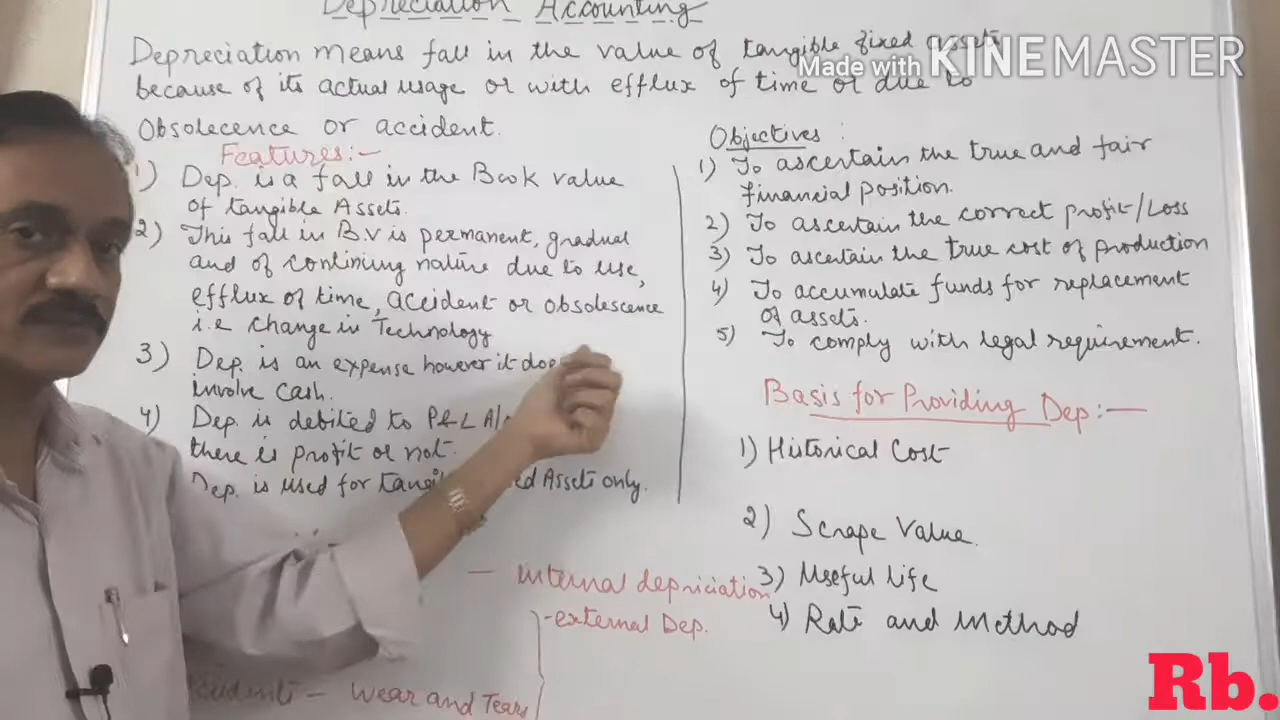 Depreciation Accounting
Depreciation means fall in the value of tangible fixed assets
because of its actual usage or with efflux of time or due to
Obsolecence or accident.
Made with KINEMASTER
Features:-
1) Dep. is a fall in the Book value
of tangible Assets.
2) This fall in B.V is permanent, gradual
and of contining nature due to use,
efflux of time, accident or obsolescence
i.e change in Technology
3) Dep. is an expense however it does
involve cash.
4) Dep. is debited to P&L A/
there is profit or not.
Dep. is used for Assets only.
Objectives :
1) To ascertain the true and fair
financial position.
2) To ascertain the correct profit/Loss
3) To ascertain the true cost of production
4) To accumulate funds for replacement
of assets.
5) To comply with legal requirement.
Basis for Providing Dep:-
1) Historical Cost
2) Scrape Value
3) Useful life
4) Rate and Method
- internal depriciation
- external Dep.
- Wear and Tears
Rb.